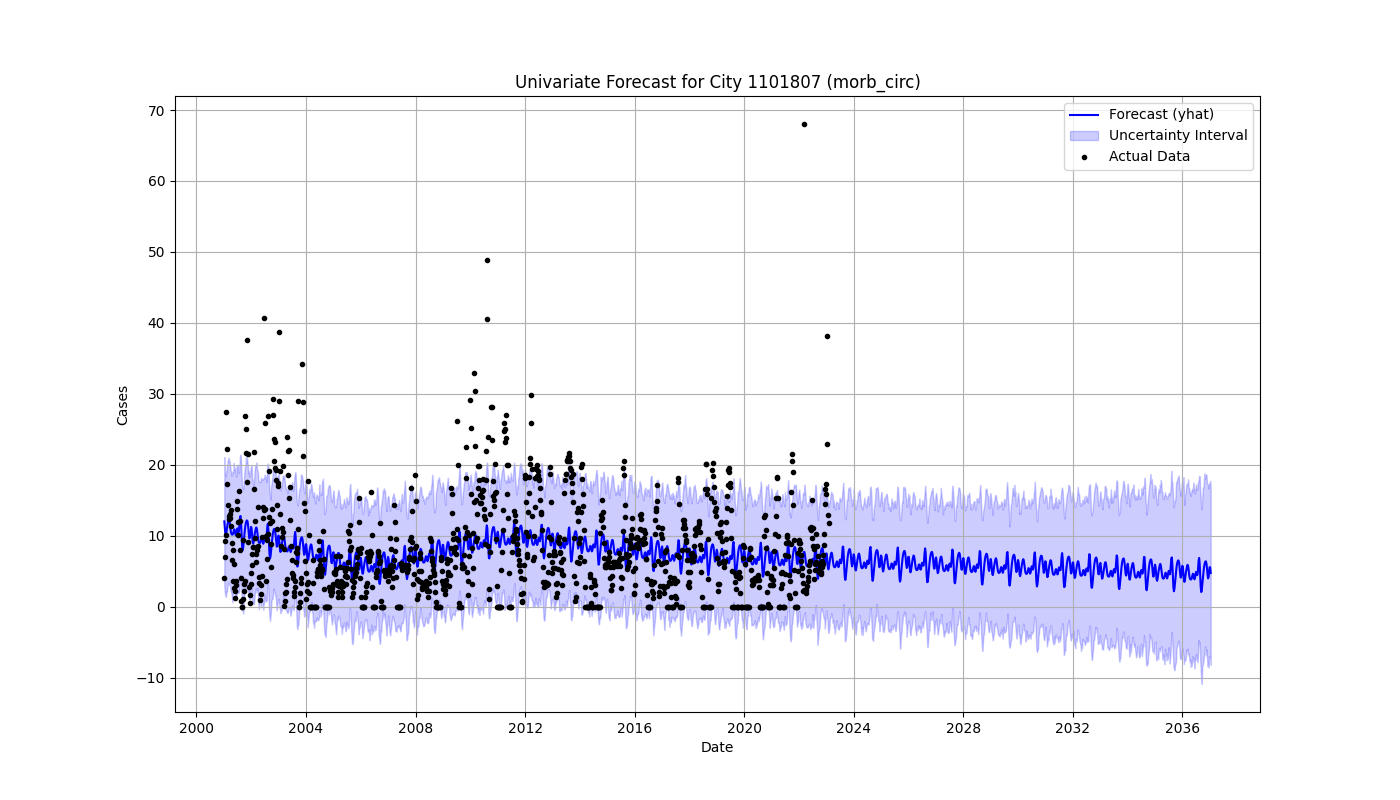 Univariate Forecast for City 1101807 (morb_circ)
Forecast (yhat)
Uncertainty Interval
Actual Data
Cases
70
60
50
40
30
20
10
0
−10
2000 2004 2008 2012 2016 2020 2024 2028 2032 2036
Date